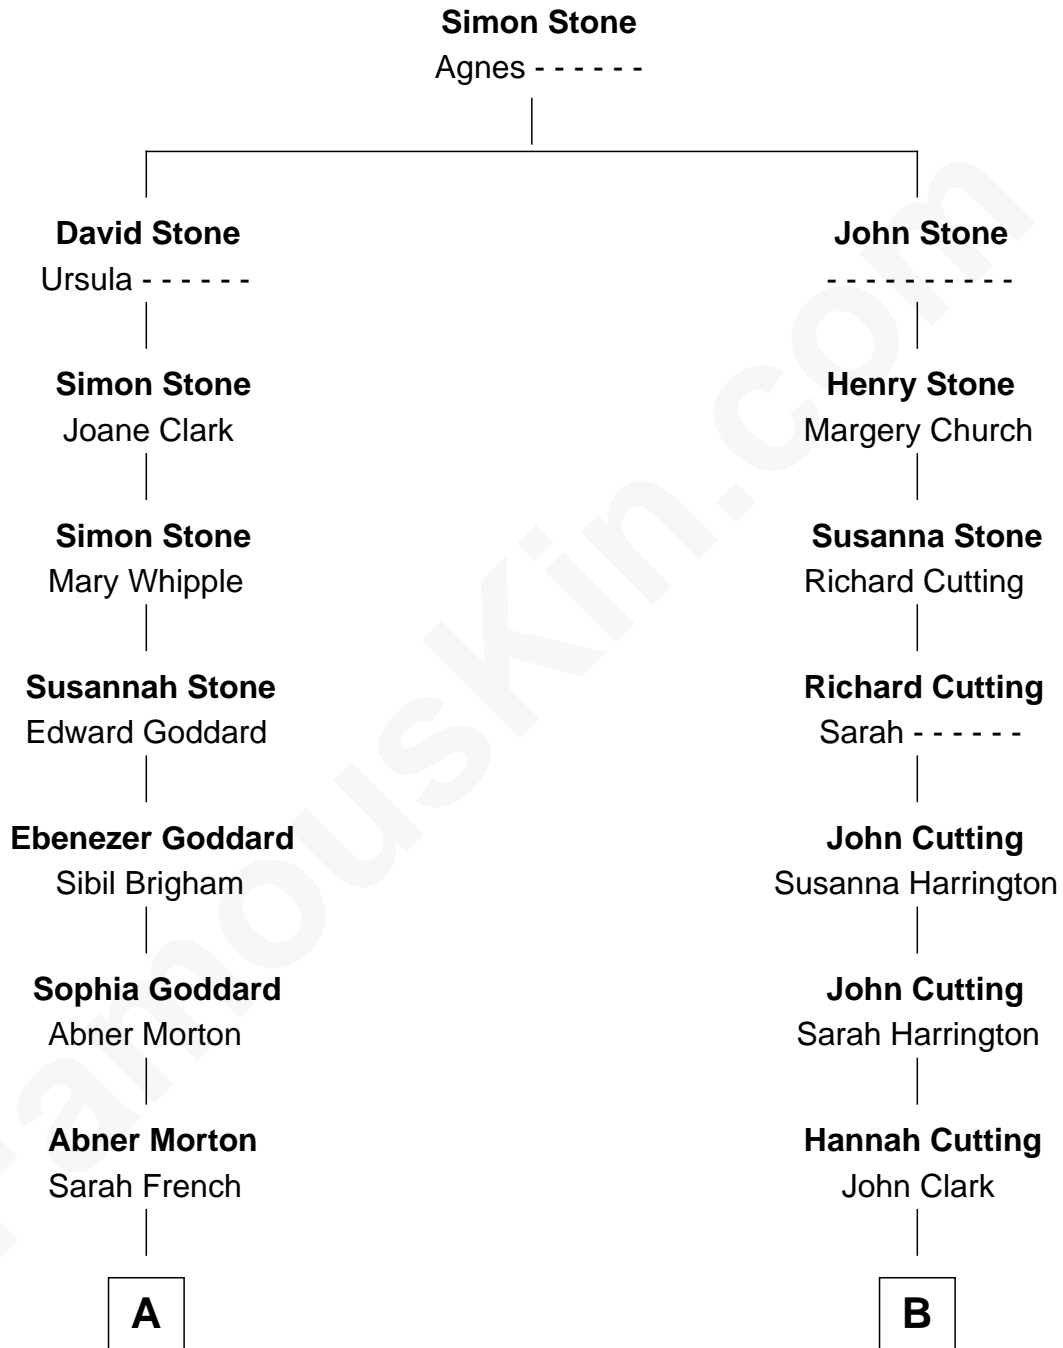 Simon Stone
Agnes - - - - - -
David Stone
Ursula - - - - - -
John Stone
- - - - - - - - - -
Simon Stone
Joane Clark
Henry Stone
Margery Church
Simon Stone
Mary Whipple
Susanna Stone
Richard Cutting
Susannah Stone
Edward Goddard
Richard Cutting
Sarah - - - - - -
Ebenezer Goddard
Sibil Brigham
John Cutting
Susanna Harrington
Sophia Goddard
Abner Morton
John Cutting
Sarah Harrington
Abner Morton
Sarah French
Hannah Cutting
John Clark
A
B
FamousKin.com